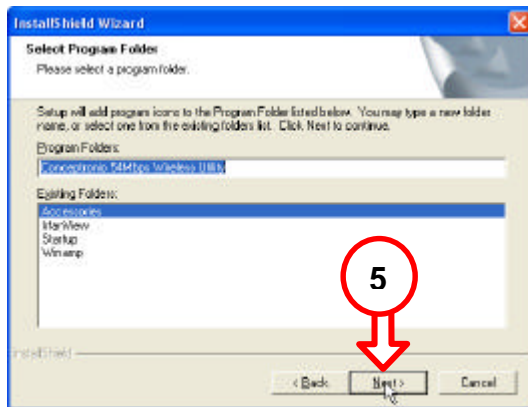 InstallShield Wizard
Select Program Folder
Please select a program folder.
Setup will add program icons to the Program Folder listed below. You may type a new folder
name, or select one from the existing folders list. Click Next to continue.
Program Folders:
Conceptronic 54Mbps Wireless Utility
Existing Folders:
Accessories
IrfanView
Startup
Winamp
5
InstallShield
< Back
Next >
Cancel